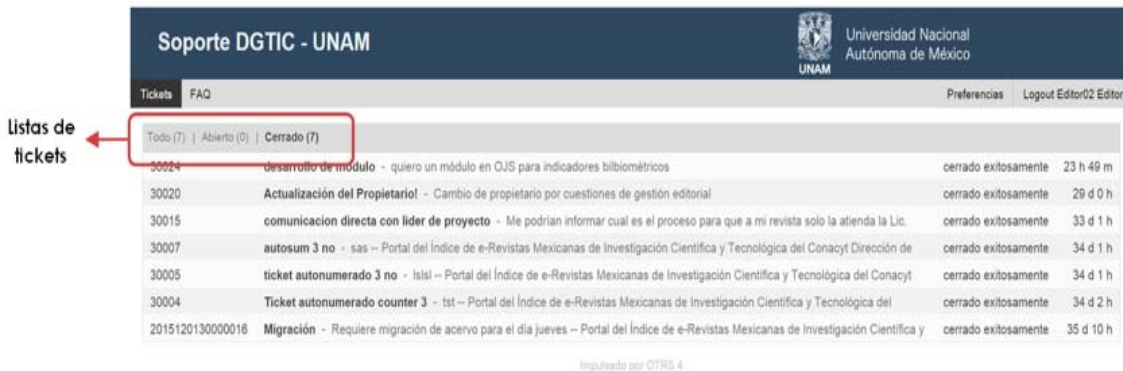 Soporte DGTIC - UNAM
UNAM
Universidad Nacional
Autónoma de México
Tickets FAQ Preferencias Logout Editor02 Editor
Listas de
tickets
Todo (7) | Abierto (0) | Cerrado (7)
30024 desarrollo de modulo - quiero un módulo en OJS para indicadores bilbiométricos cerrado exitosamente 23 h 49 m
30020 Actualización del Propietario! - Cambio de propietario por cuestiones de gestión editorial cerrado exitosamente 29 d 0 h
30015 comunicacion directa con lider de proyecto - Me podrían informar cual es el proceso para que a mi revista solo la atienda la Lic. cerrado exitosamente 33 d 1 h
30007 autosum 3 no - sas -- Portal del Índice de e-Revistas Mexicanas de Investigación Científica y Tecnológica del Conacyt Dirección de cerrado exitosamente 34 d 1 h
30005 ticket autonumerado 3 no - lslsl -- Portal del Índice de e-Revistas Mexicanas de Investigación Científica y Tecnológica del Conacyt cerrado exitosamente 34 d 1 h
30004 Ticket autonumerado counter 3 - tst -- Portal del Índice de e-Revistas Mexicanas de Investigación Científica y Tecnológica del cerrado exitosamente 34 d 2 h
2015120130000016 Migración - Requiere migración de acervo para el día jueves -- Portal del Índice de e-Revistas Mexicanas de Investigación Científica y cerrado exitosamente 35 d 10 h
Impulsado por OTRS 4